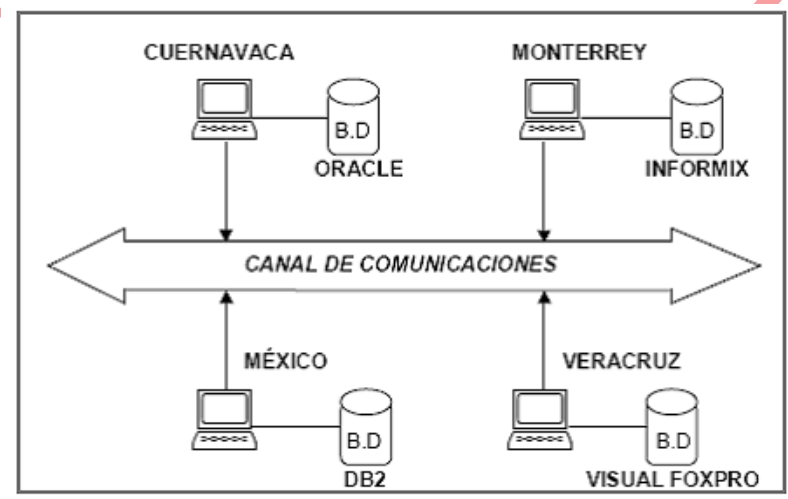 CUERNAVACA
MONTERREY
B.D
ORACLE
B.D
INFORMIX
CANAL DE COMUNICACIONES
MÉXICO
VERACRUZ
B.D
DB2
B.D
VISUAL FOXPRO